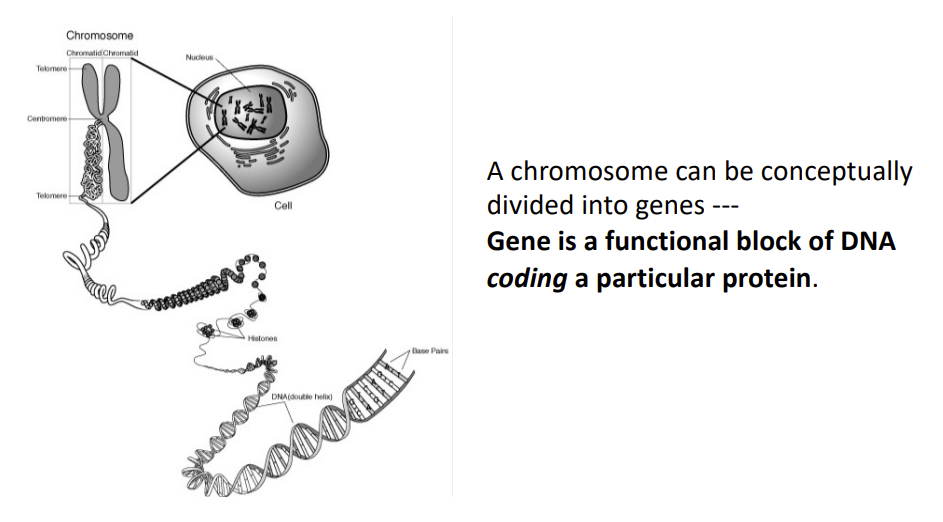 Chromosome
Chromatid Chromatid
Telomere
Nucleus
Centromere
Telomere
Cell
Histones
Base Pairs
DNA(double helix)
A chromosome can be conceptually
divided into genes ---
Gene is a functional block of DNA
coding a particular protein.